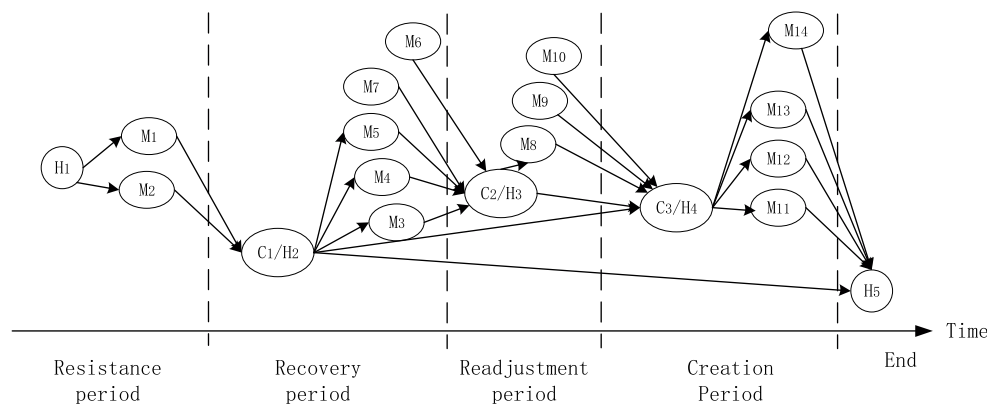 M6
M14
M10
M7
M9
M13
M5
M1
M8
H1
M12
M4
M2
C2/H3
C3/H4
M11
M3
C1/H2
H5
Time
End
Resistance
period
Recovery
period
Readjustment
period
Creation
Period